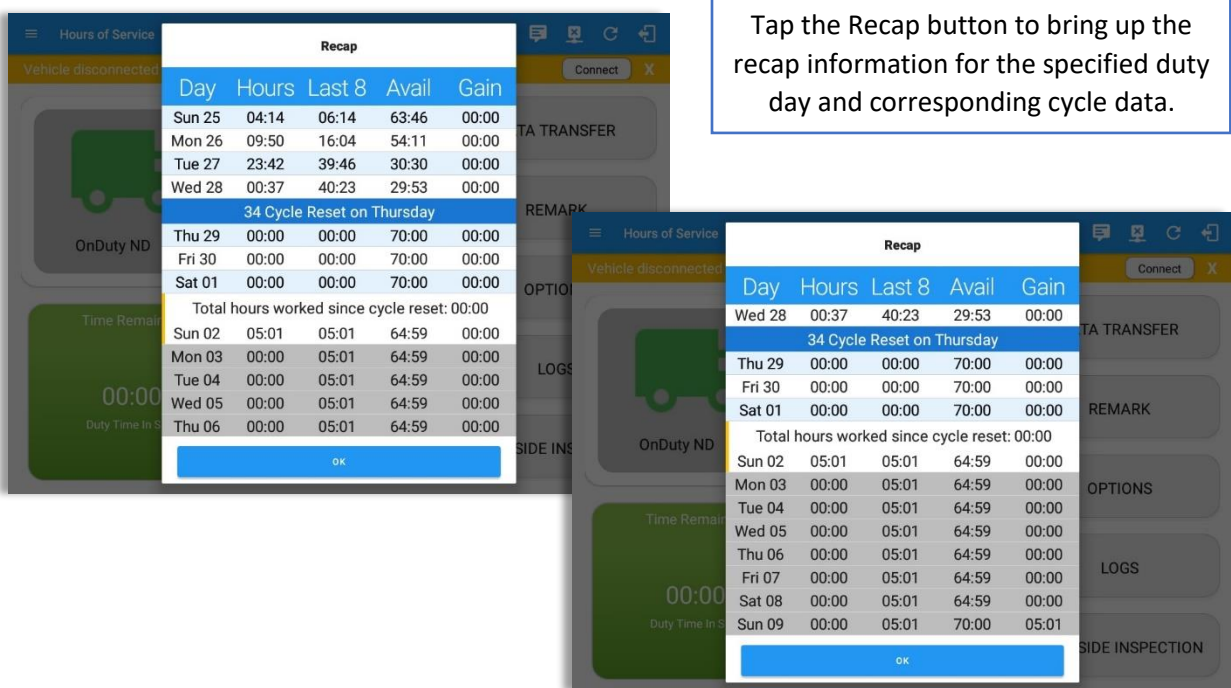 Tap the Recap button to bring up the
recap information for the specified duty
day and corresponding cycle data.
Hours of Service
Vehicle disconnected
Connect X
Recap
Day Hours Last 8 Avail Gain
Sun 25 04:14 06:14 63:46 00:00
Mon 26 09:50 16:04 54:11 00:00
Tue 27 23:42 39:46 30:30 00:00
Wed 28 00:37 40:23 29:53 00:00
34 Cycle Reset on Thursday
Thu 29 00:00 00:00 70:00 00:00
Fri 30 00:00 00:00 70:00 00:00
Sat 01 00:00 00:00 70:00 00:00
Total hours worked since cycle reset: 00:00
Sun 02 05:01 05:01 64:59 00:00
Mon 03 00:00 05:01 64:59 00:00
Tue 04 00:00 05:01 64:59 00:00
Wed 05 00:00 05:01 64:59 00:00
Thu 06 00:00 05:01 64:59 00:00
OK
OnDuty ND
Time Remain
00:00
Duty Time In S
TA TRANSFER
REMARK
OPTIO
LOGS
SIDE INS
Hours of Service
Vehicle disconnected
Connect X
Recap
Day Hours Last 8 Avail Gain
Wed 28 00:37 40:23 29:53 00:00
34 Cycle Reset on Thursday
Thu 29 00:00 00:00 70:00 00:00
Fri 30 00:00 00:00 70:00 00:00
Sat 01 00:00 00:00 70:00 00:00
Total hours worked since cycle reset: 00:00
Sun 02 05:01 05:01 64:59 00:00
Mon 03 00:00 05:01 64:59 00:00
Tue 04 00:00 05:01 64:59 00:00
Wed 05 00:00 05:01 64:59 00:00
Thu 06 00:00 05:01 64:59 00:00
Fri 07 00:00 05:01 64:59 00:00
Sat 08 00:00 05:01 64:59 00:00
Sun 09 00:00 05:01 70:00 05:01
OK
OnDuty ND
Time Remain
00:00
Duty Time In S
TA TRANSFER
REMARK
OPTIONS
LOGS
SIDE INSPECTION